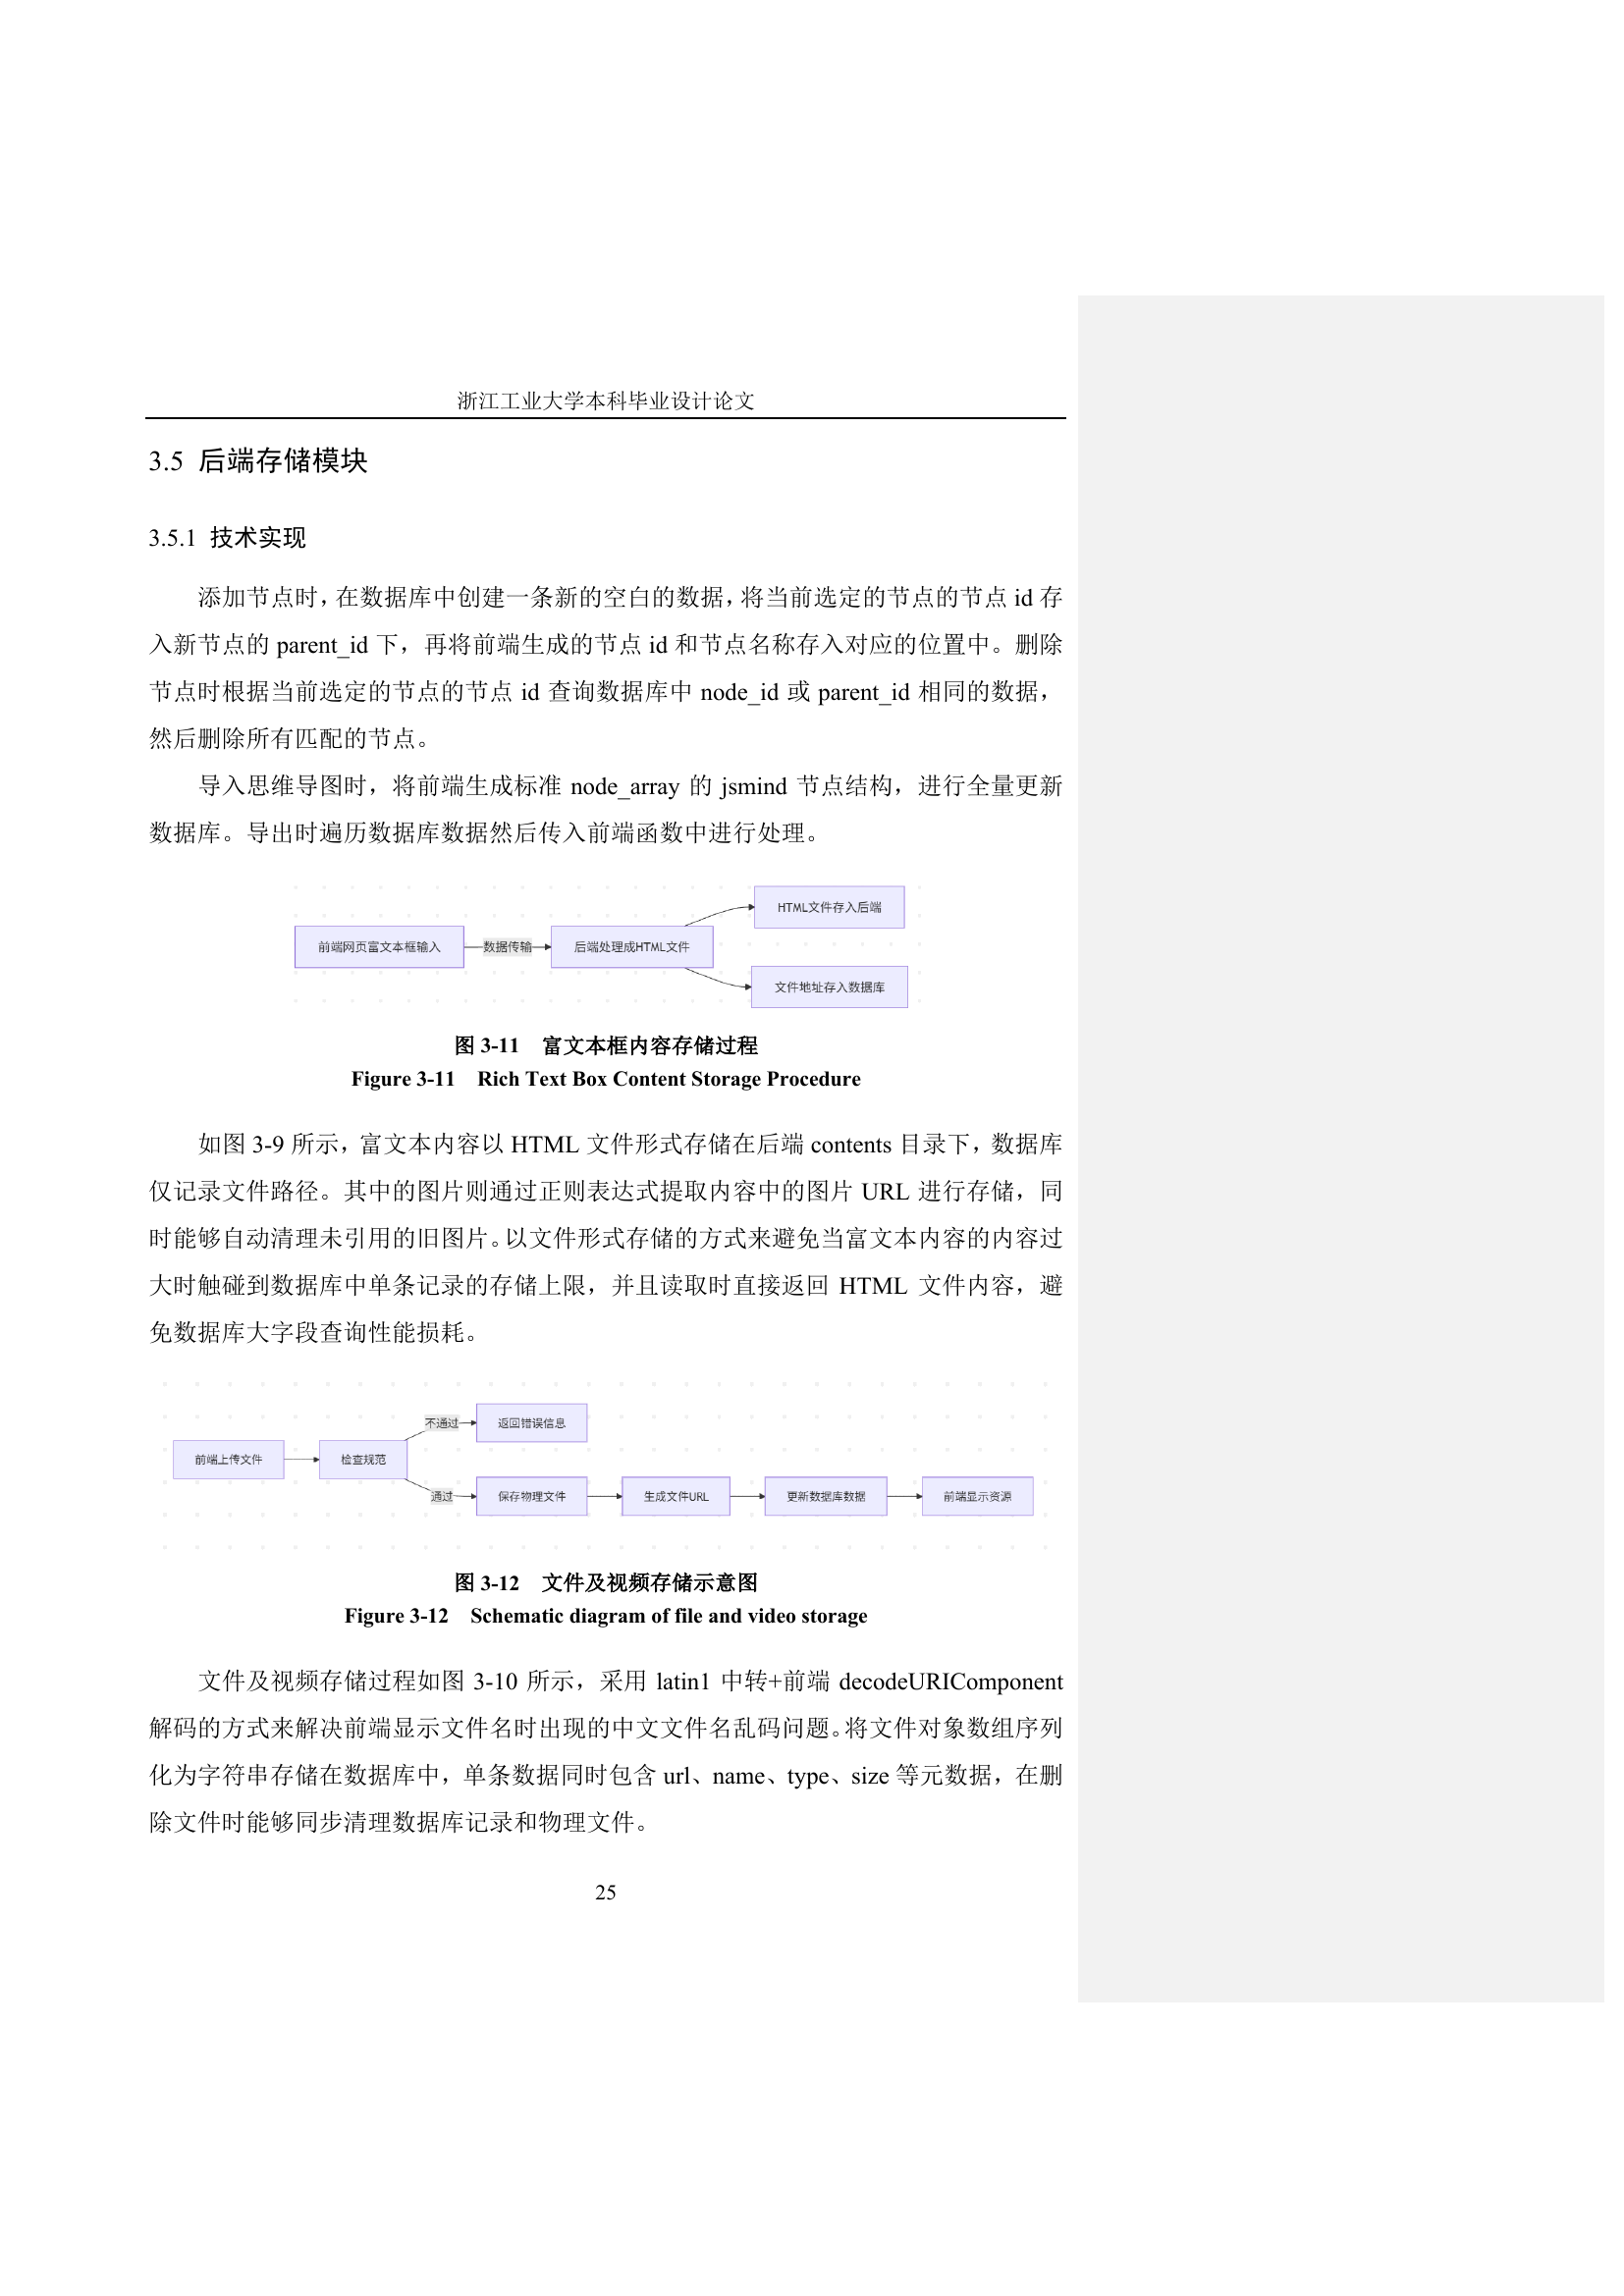 浙江工业大学本科毕业设计论文
3.5 后端存储模块
3.5.1 技术实现
添加节点时，在数据库中创建一条新的空白的数据，将当前选定的节点的节点 id 存
入新节点的 parent_id 下，再将前端生成的节点 id 和节点名称存入对应的位置中。删除
节点时根据当前选定的节点的节点 id 查询数据库中 node_id 或 parent_id 相同的数据，
然后删除所有匹配的节点。
导入思维导图时，将前端生成标准 node_array 的 jsmind 节点结构，进行全量更新
数据库。导出时遍历数据库数据然后传入前端函数中进行处理。
前端网页富文本框输入
数据传输
后端处理成HTML文件
HTML文件存入后端
文件地址存入数据库
图 3-11 富文本框内容存储过程
Figure 3-11 Rich Text Box Content Storage Procedure
如图 3-9 所示，富文本内容以 HTML 文件形式存储在后端 contents 目录下，数据库
仅记录文件路径。其中的图片则通过正则表达式提取内容中的图片 URL 进行存储，同
时能够自动清理未引用的旧图片。以文件形式存储的方式来避免当富文本内容的内容过
大时触碰到数据库中单条记录的存储上限，并且读取时直接返回 HTML 文件内容，避
免数据库大字段查询性能损耗。
前端上传文件
检查规范
不通过
返回错误信息
通过
保存物理文件
生成文件URL
更新数据库数据
前端显示资源
图 3-12 文件及视频存储示意图
Figure 3-12 Schematic diagram of file and video storage
文件及视频存储过程如图 3-10 所示，采用 latin1 中转+前端 decodeURIComponent
解码的方式来解决前端显示文件名时出现的中文文件名乱码问题。将文件对象数组序列
化为字符串存储在数据库中，单条数据同时包含 url、name、type、size 等元数据，在删
除文件时能够同步清理数据库记录和物理文件。
25